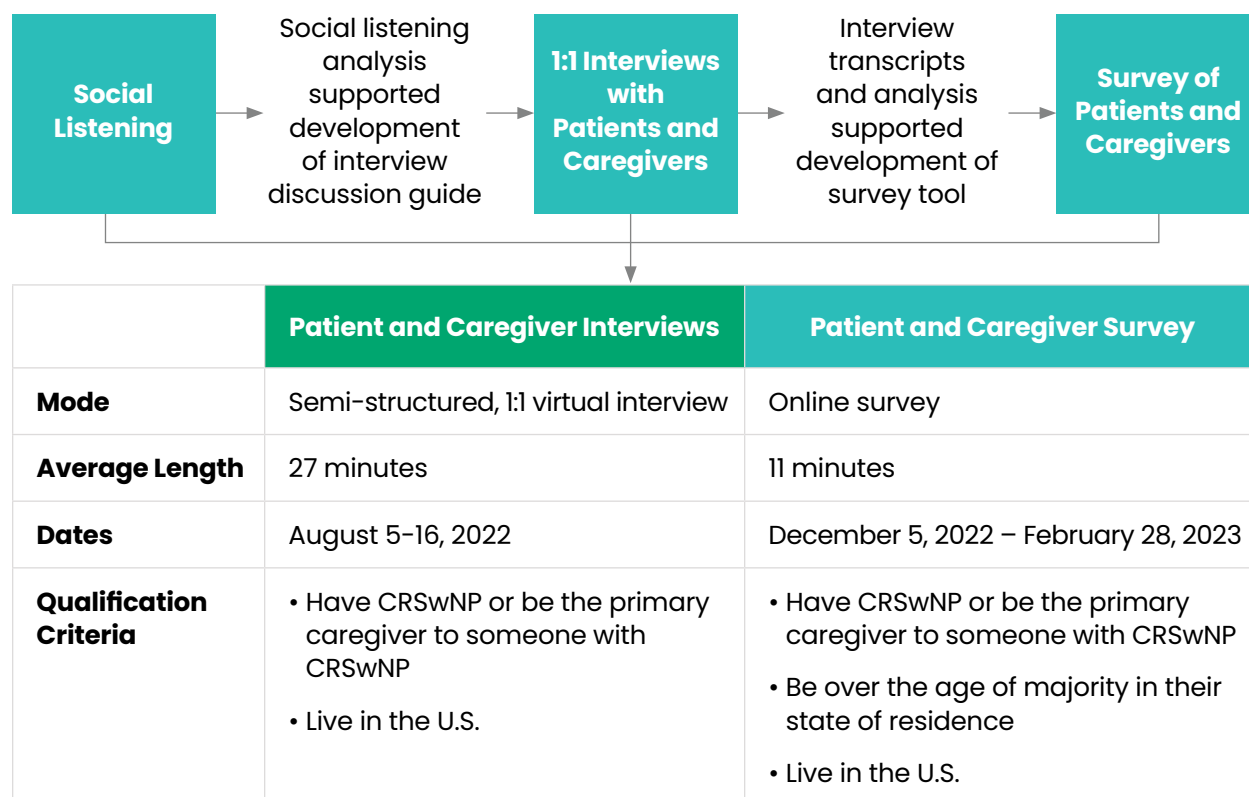 Social
Listening
Social listening
analysis
supported
development
of interview
discussion guide
1:1 Interviews
with
Patients and
Caregivers
Interview
transcripts
and analysis
supported
development of
survey tool
Survey of
Patients and
Caregivers
Patient and Caregiver Interviews
Patient and Caregiver Survey
Mode
Semi-structured, 1:1 virtual interview
Online survey
Average Length
27 minutes
11 minutes
Dates
August 5-16, 2022
December 5, 2022 – February 28, 2023
Qualification
Criteria
• Have CRSwNP or be the primary
caregiver to someone with
CRSwNP
• Live in the U.S.
• Have CRSwNP or be the primary
caregiver to someone with CRSwNP
• Be over the age of majority in their
state of residence
• Live in the U.S.